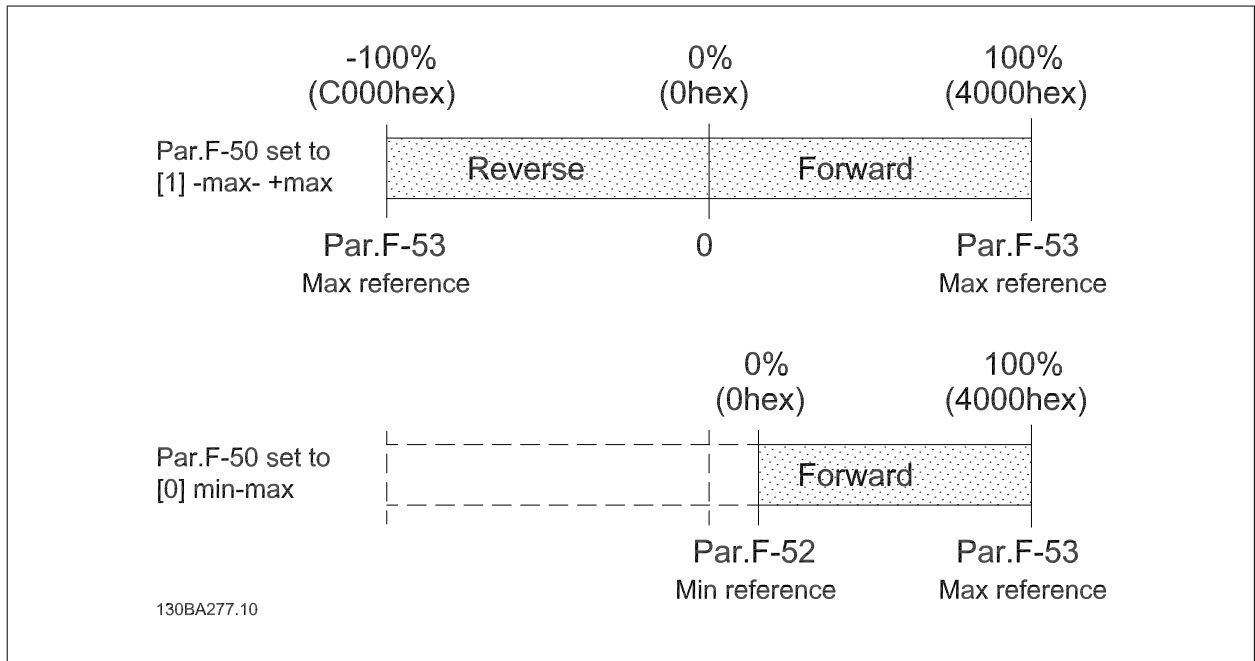 -100% 0% 100%
(C000hex) (0hex) (4000hex)
Par.F-50 set to
[1] -max- +max
Reverse Forward
Par.F-53 0 Par.F-53
Max reference Max reference
0% 100%
(0hex) (4000hex)
Par.F-50 set to
[0] min-max
Forward
Par.F-52 Par.F-53
Min reference Max reference
130BA277.10